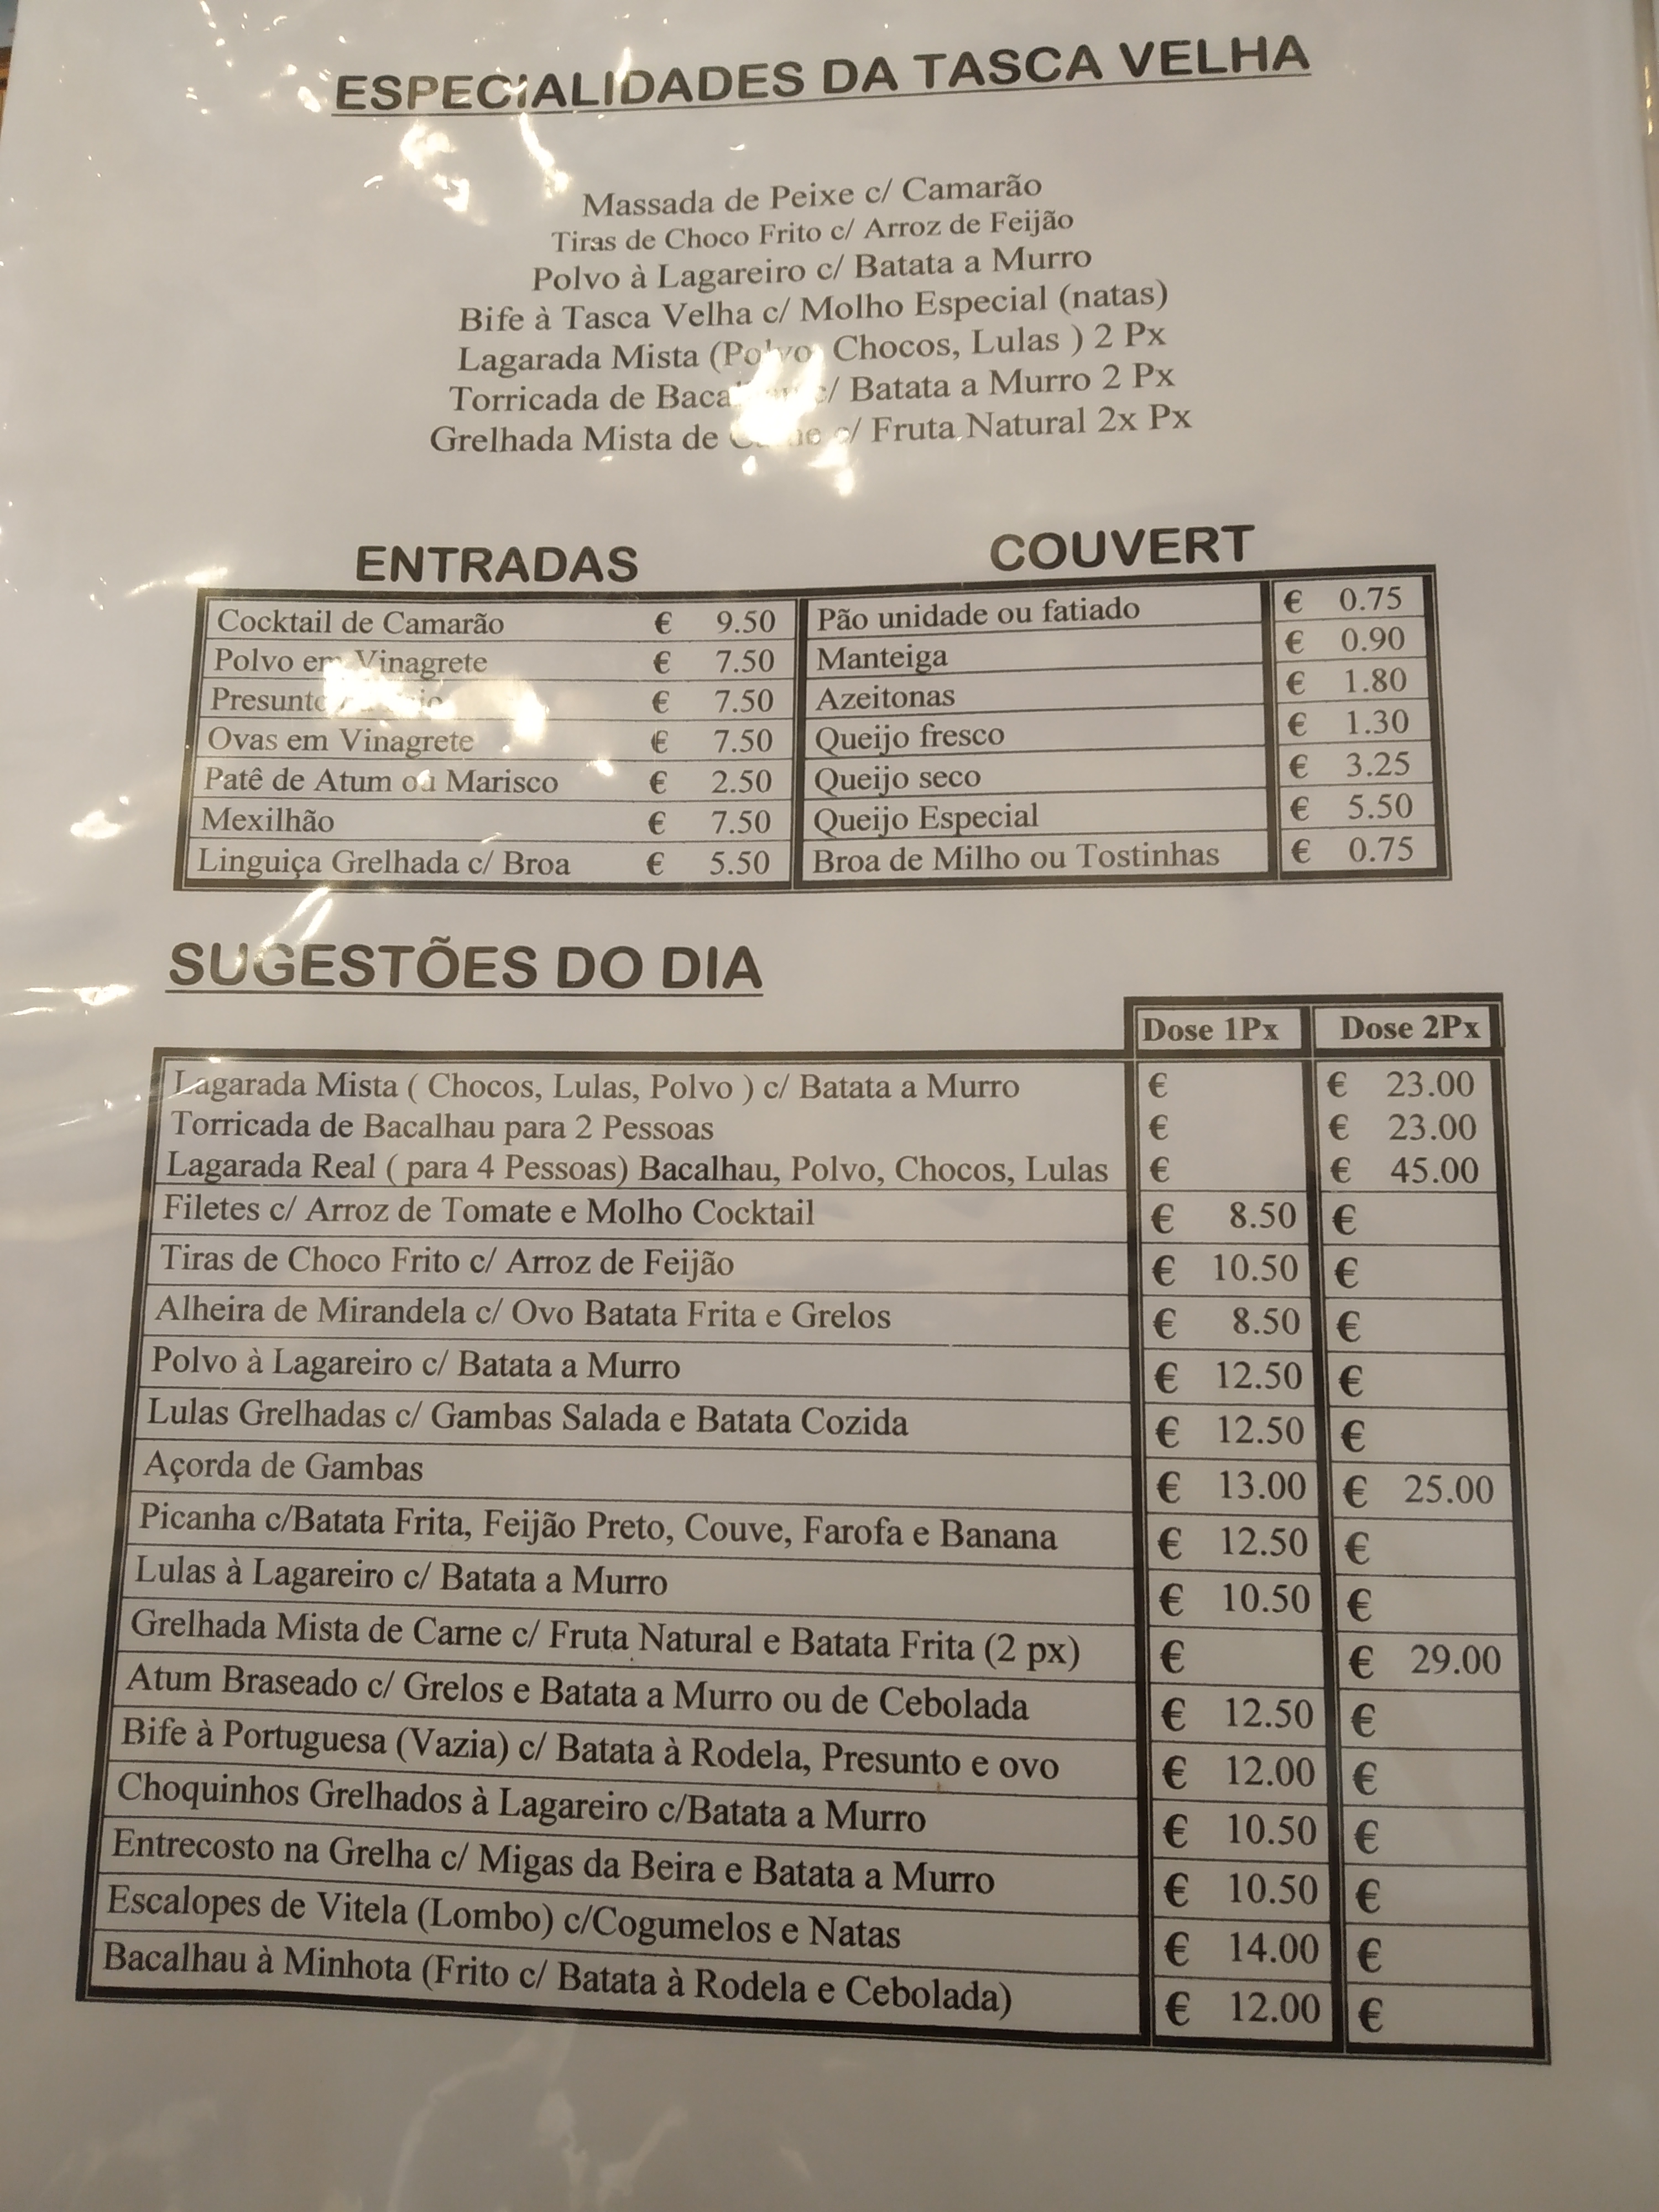 ESPECIALIDADES DA TASCA VELHA
Massada de Peixe c/ Camarão
Tiras de Choco Frito c/ Arroz de Feijão
Polvo à Lagareiro c/ Batata a Murro
Bife à Tasca Velha c/ Molho Especial (natas)
Lagarada Mista (Polvo, Chocos, Lulas ) 2 Px
Torricada de Bacalhau c/ Batata a Murro 2 Px
Grelhada Mista de Carne c/ Fruta Natural 2x Px
ENTRADAS
Cocktail de Camarão € 9.50
Polvo em Vinagrete € 7.50
Presunto € 7.50
Ovas em Vinagrete € 7.50
Patê de Atum ou Marisco € 2.50
Mexilhão € 7.50
Linguiça Grelhada c/ Broa € 5.50
COUVERT
Pão unidade ou fatiado € 0.75
Manteiga € 0.90
Azeitonas € 1.80
Queijo fresco € 1.30
Queijo seco € 3.25
Queijo Especial € 5.50
Broa de Milho ou Tostinhas € 0.75
SUGESTÕES DO DIA
Dose 1Px Dose 2Px
Lagarada Mista ( Chocos, Lulas, Polvo ) c/ Batata a Murro € € 23.00
Torricada de Bacalhau para 2 Pessoas € € 23.00
Lagarada Real ( para 4 Pessoas) Bacalhau, Polvo, Chocos, Lulas € € 45.00
Filetes c/ Arroz de Tomate e Molho Cocktail € 8.50 €
Tiras de Choco Frito c/ Arroz de Feijão € 10.50 €
Alheira de Mirandela c/ Ovo Batata Frita e Grelos € 8.50 €
Polvo à Lagareiro c/ Batata a Murro € 12.50 €
Lulas Grelhadas c/ Gambas Salada e Batata Cozida € 12.50 €
Açorda de Gambas € 13.00 € 25.00
Picanha c/Batata Frita, Feijão Preto, Couve, Farofa e Banana € 12.50 €
Lulas à Lagareiro c/ Batata a Murro € 10.50 €
Grelhada Mista de Carne c/ Fruta Natural e Batata Frita (2 px) € € 29.00
Atum Braseado c/ Grelos e Batata a Murro ou de Cebolada € 12.50 €
Bife à Portuguesa (Vazia) c/ Batata à Rodela, Presunto e ovo € 12.00 €
Choquinhos Grelhados à Lagareiro c/Batata a Murro € 10.50 €
Entrecosto na Grelha c/ Migas da Beira e Batata a Murro € 10.50 €
Escalopes de Vitela (Lombo) c/Cogumelos e Natas € 14.00 €
Bacalhau à Minhota (Frito c/ Batata à Rodela e Cebolada) € 12.00 €